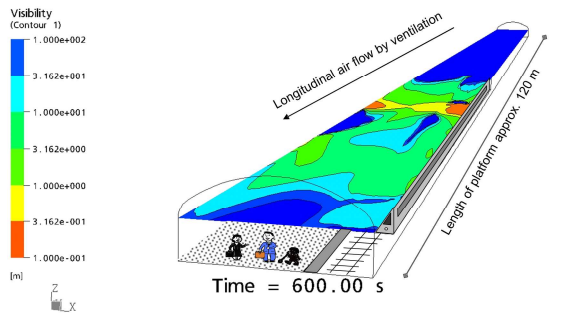 Visibility
(Contour 1)
1.000e+002
3.162e+001
1.000e+001
3.162e+000
1.000e+000
3.162e-001
1.000e-001
[m]
Z
X
Longitudinal air flow by ventilation
Length of platform approx. 120 m
Time = 600.00 s